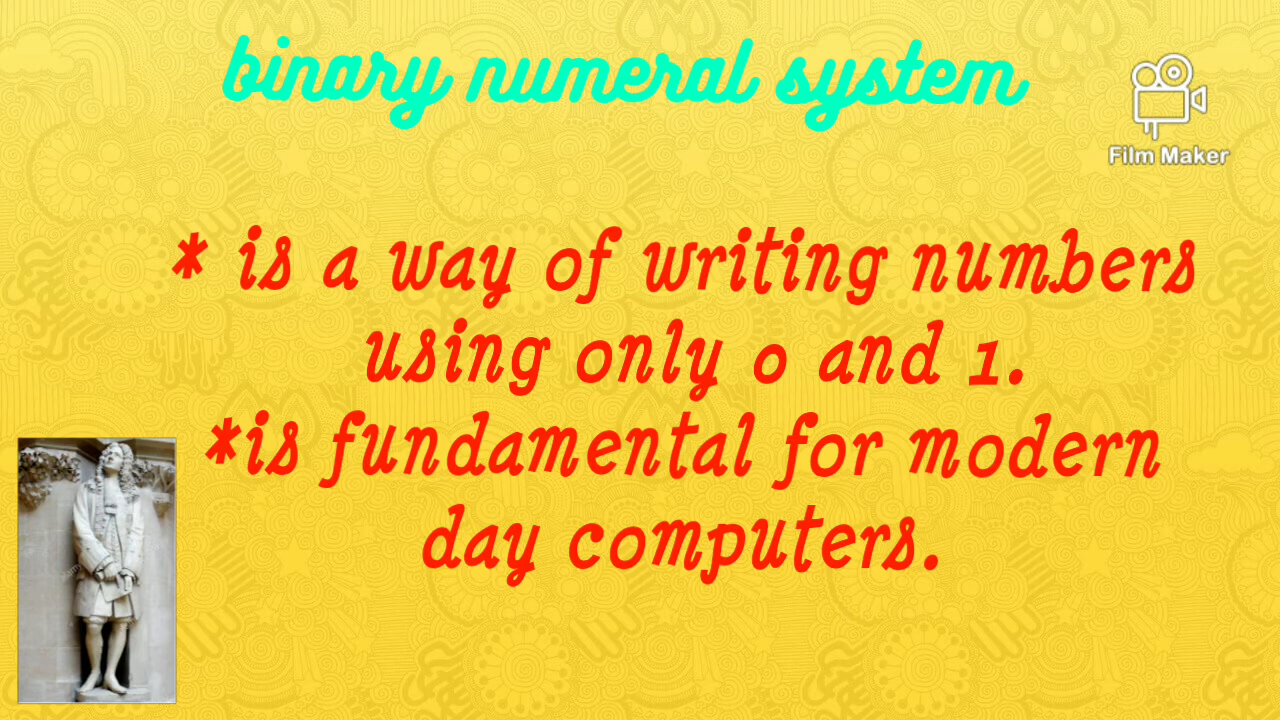 binary numeral system
Film Maker
* is a way of writing numbers
using only 0 and 1.
*is fundamental for modern
day computers.